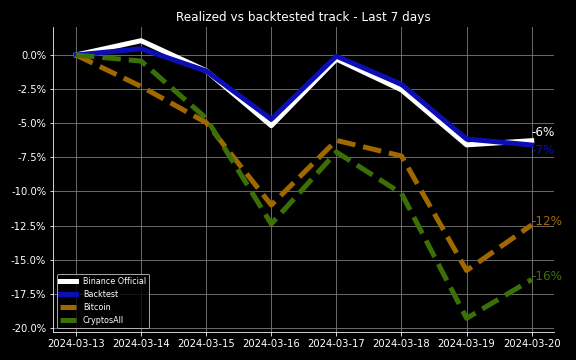 Realized vs backtested track - Last 7 days
0.0%
-2.5%
-5.0%
-7.5%
-10.0%
-12.5%
-15.0%
-17.5%
-20.0%
-6%
-7%
-12%
-16%
Binance Official
Backtest
Bitcoin
CryptosAll
2024-03-13 2024-03-14 2024-03-15 2024-03-16 2024-03-17 2024-03-18 2024-03-19 2024-03-20